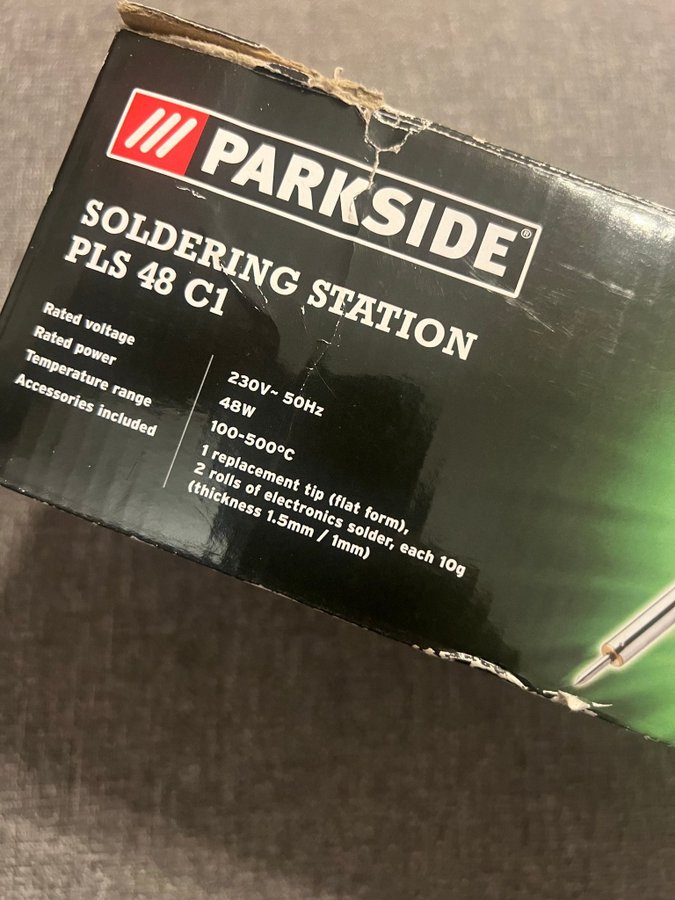 PARKSIDE®
SOLDERING STATION
PLS 48 C1
Rated voltage 230V~ 50Hz
Rated power 48W
Temperature range 100-500°C
Accessories included 1 replacement tip (flat form),
2 rolls of electronics solder, each 10g
(thickness 1.5mm / 1mm)